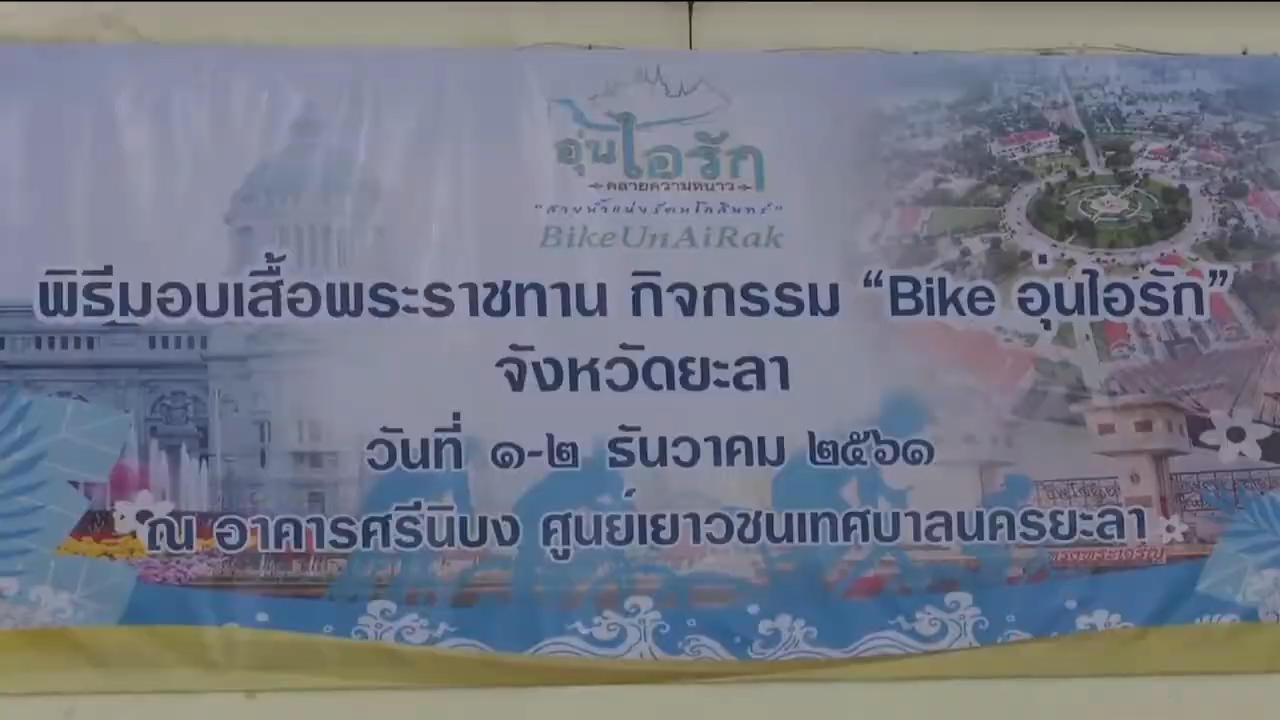 อุ่นไอรัก
คลายความหนาว
"สายน้ำแห่งรัตนโกสินทร์"
BikeUnAiRak
พิธีมอบเสื้อพระราชทาน กิจกรรม “Bike อุ่นไอรัก”
จังหวัดยะลา
วันที่ ๑-๒ ธันวาคม ๒๕๖๑
ณ อาคารศรีนิบง ศูนย์เยาวชนเทศบาลนครยะลา